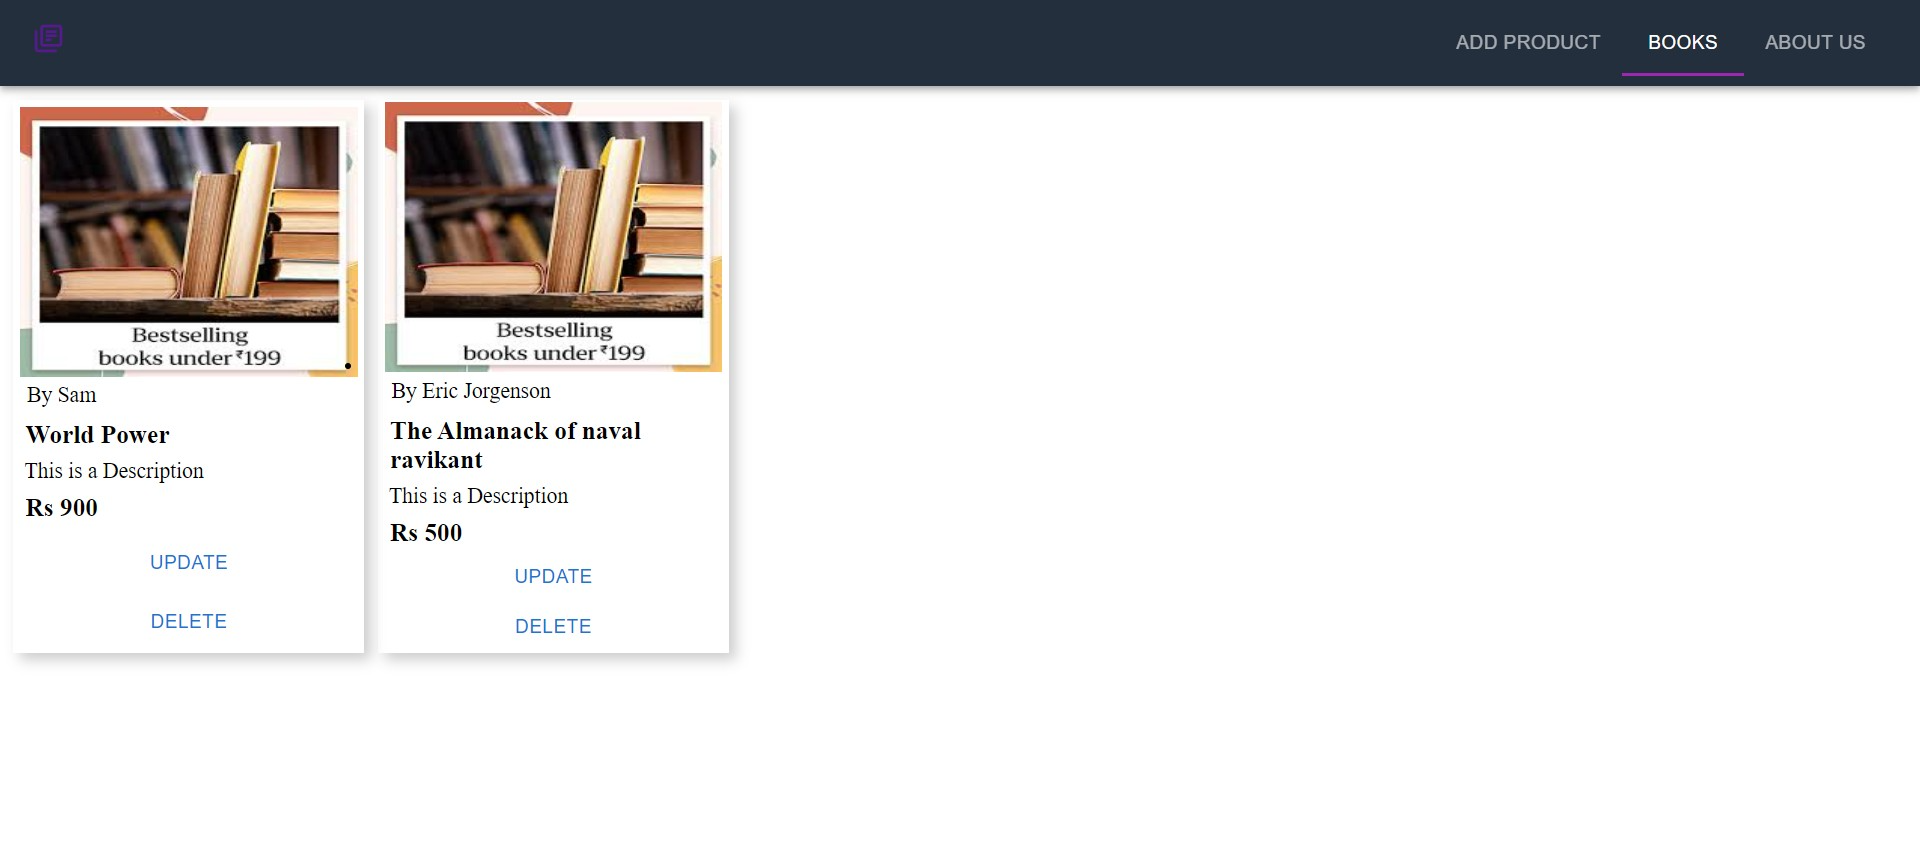 ADD PRODUCT
BOOKS
ABOUT US
Bestselling
books under ₹199
By Sam
World Power
This is a Description
Rs 900
UPDATE
DELETE
Bestselling
books under ₹199
By Eric Jorgenson
The Almanack of naval
ravikant
This is a Description
Rs 500
UPDATE
DELETE